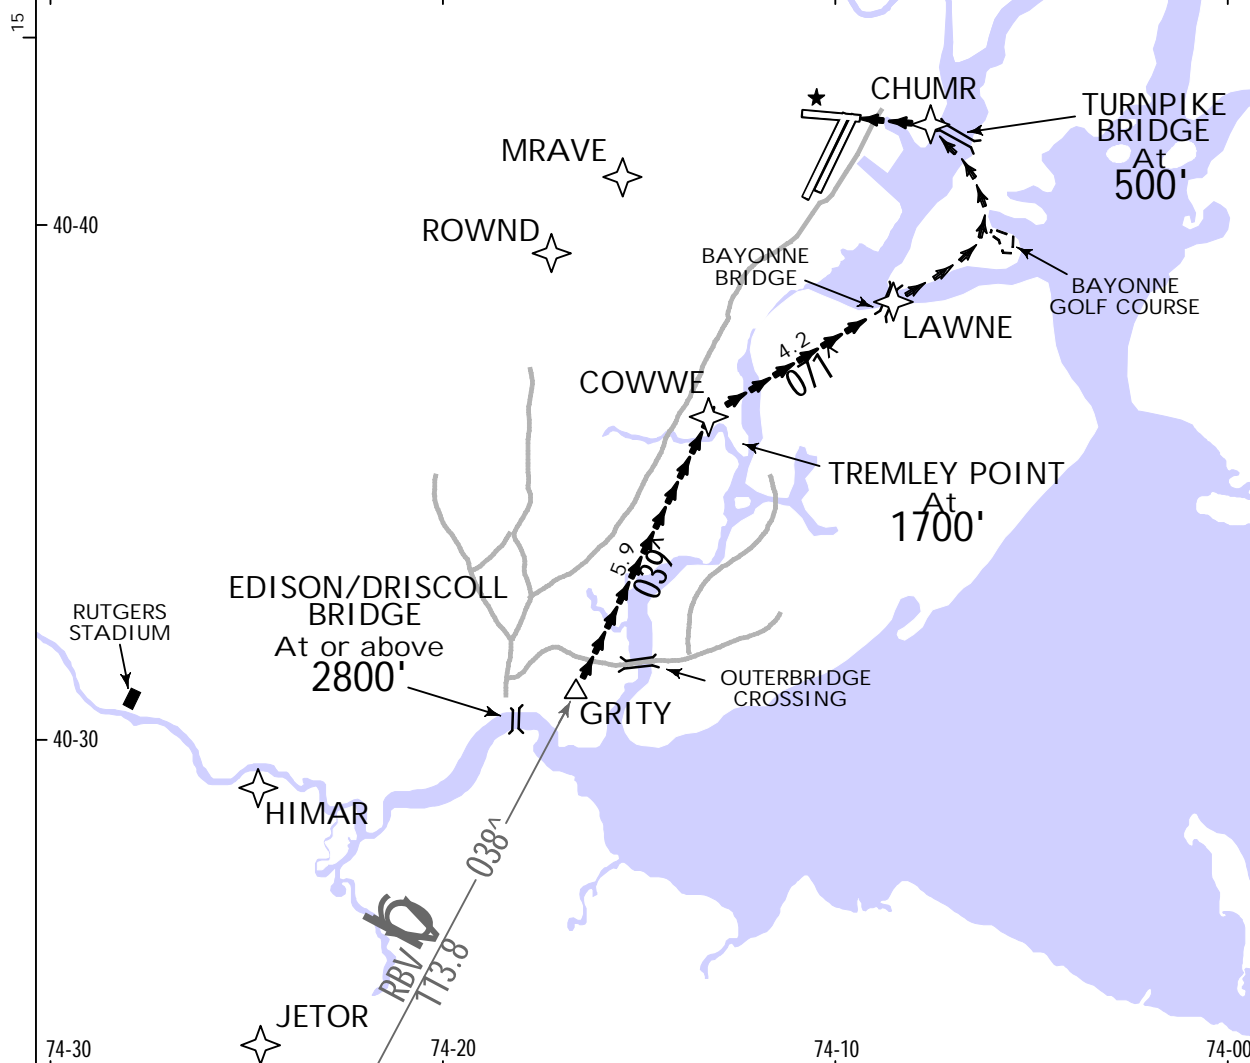 15
CHUMR
TURNPIKE
BRIDGE
At
500'
MRAVE
40-40
ROWND
BAYONNE
BRIDGE
BAYONNE
GOLF COURSE
LAWNE
4.2
071^
COWWE
TREMLEY POINT
At
1700'
5.9
039^
EDISON/DRISCOLL
BRIDGE
At or above
2800'
RUTGERS
STADIUM
OUTERBRIDGE
CROSSING
GRITY
40-30
HIMAR
038^
RBV
113.8
JETOR
74-30
74-20
74-10
74-00